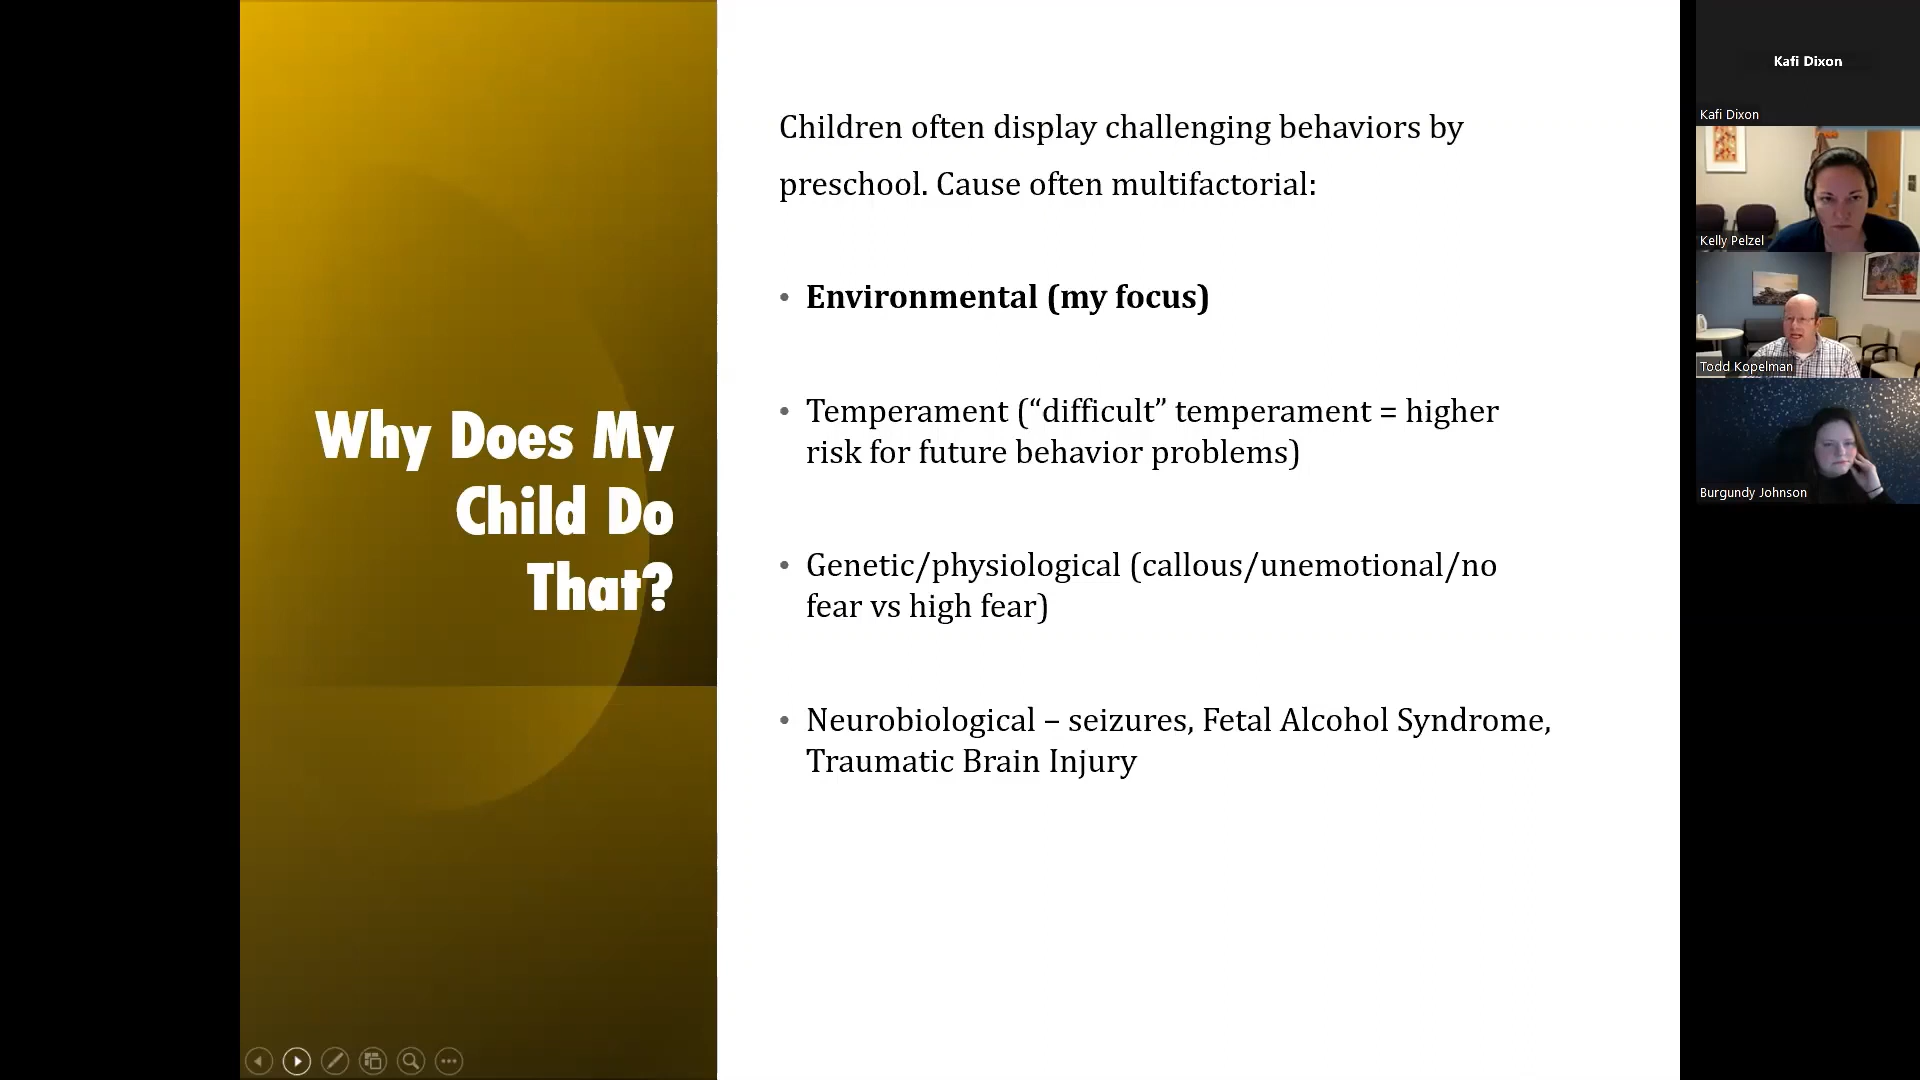 Why Does My
Child Do
That?
Children often display challenging behaviors by
preschool. Cause often multifactorial:
• Environmental (my focus)
• Temperament (“difficult” temperament = higher
risk for future behavior problems)
• Genetic/physiological (callous/unemotional/no
fear vs high fear)
• Neurobiological – seizures, Fetal Alcohol Syndrome,
Traumatic Brain Injury
Kafi Dixon
Kafi Dixon
Kelly Pelzel
Todd Kopelman
Burgundy Johnson